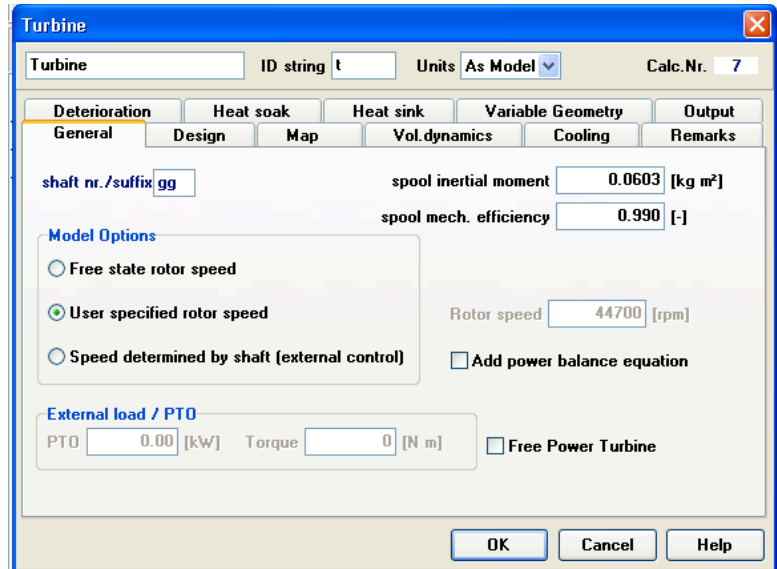 Turbine
Turbine ID string t Units As Model Calc.Nr. 7
Deterioration Heat soak Heat sink Variable Geometry Output
General Design Map Vol.dynamics Cooling Remarks
shaft nr./suffix gg spool inertial moment 0.0603 [kg m²]
spool mech. efficiency 0.990 [-]
Model Options
Free state rotor speed
User specified rotor speed Rotor speed 44700 [rpm]
Speed determined by shaft (external control) Add power balance equation
External load / PTO
PTO 0.00 [kW] Torque 0 [N m] Free Power Turbine
OK Cancel Help